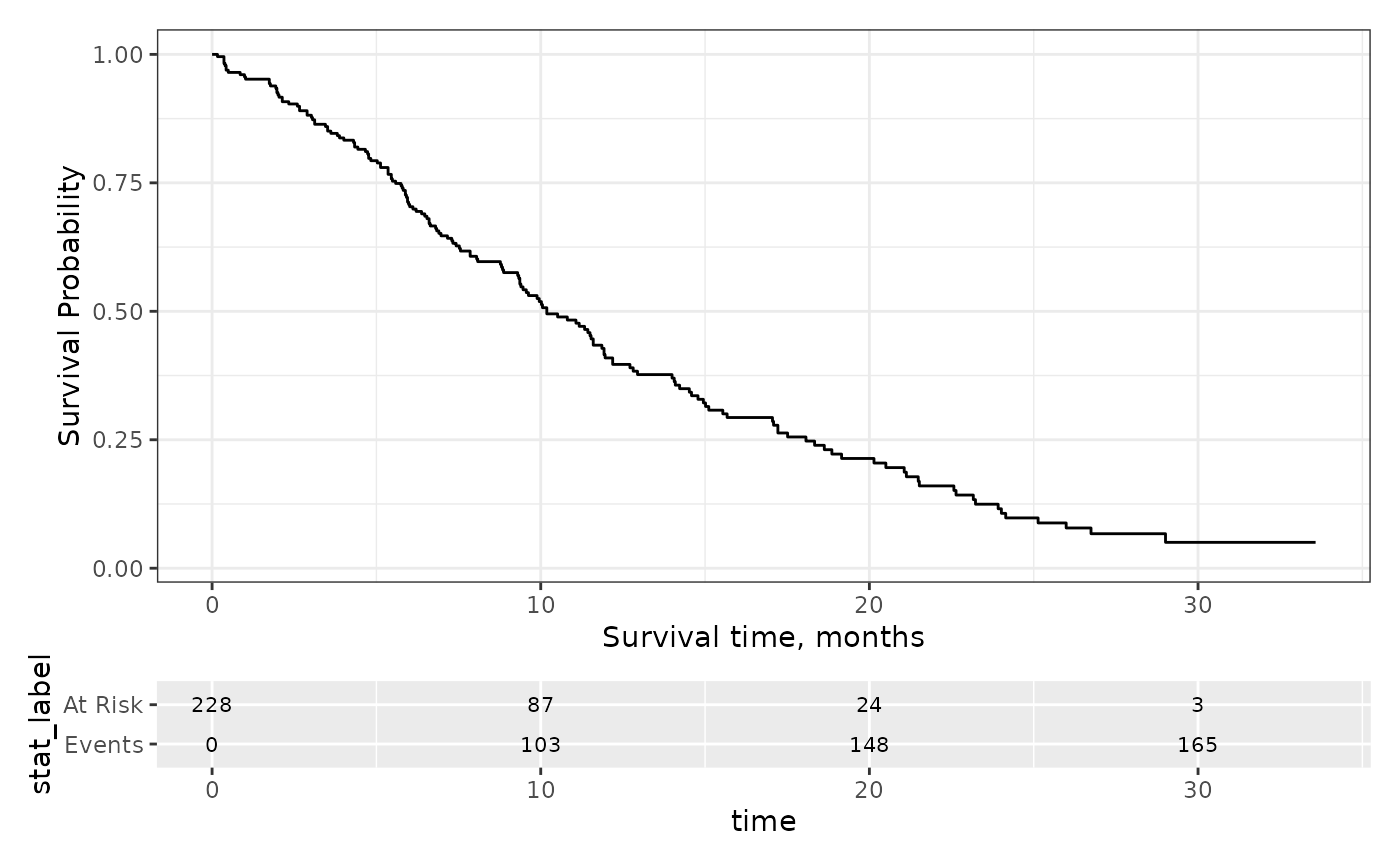 1.00
0.75
0.50
0.25
0.00
Survival Probability
0 10 20 30
Survival time, months
stat_label
At Risk 228 87 24 3
Events 0 103 148 165
0 10 20 30
time